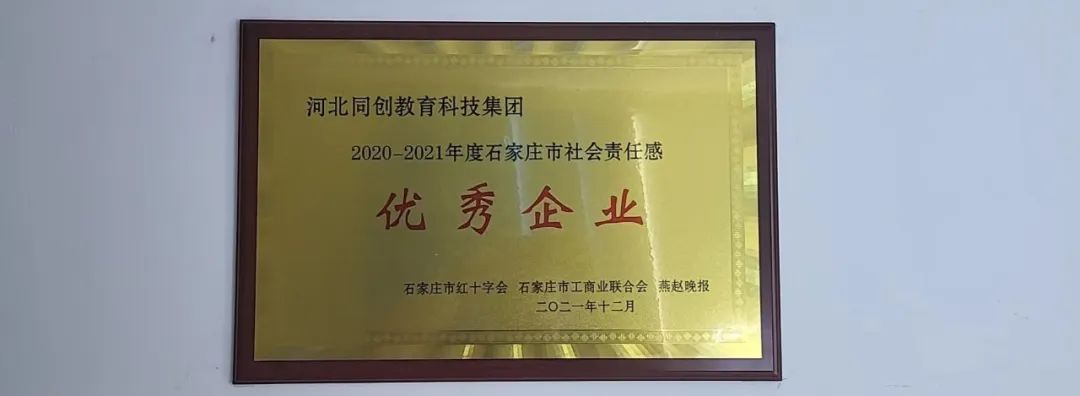 河北同创教育科技集团
2020-2021年度石家庄市社会责任感
优秀企业
石家庄市红十字会 石家庄市工商业联合会 燕赵晚报
二〇二一年十二月